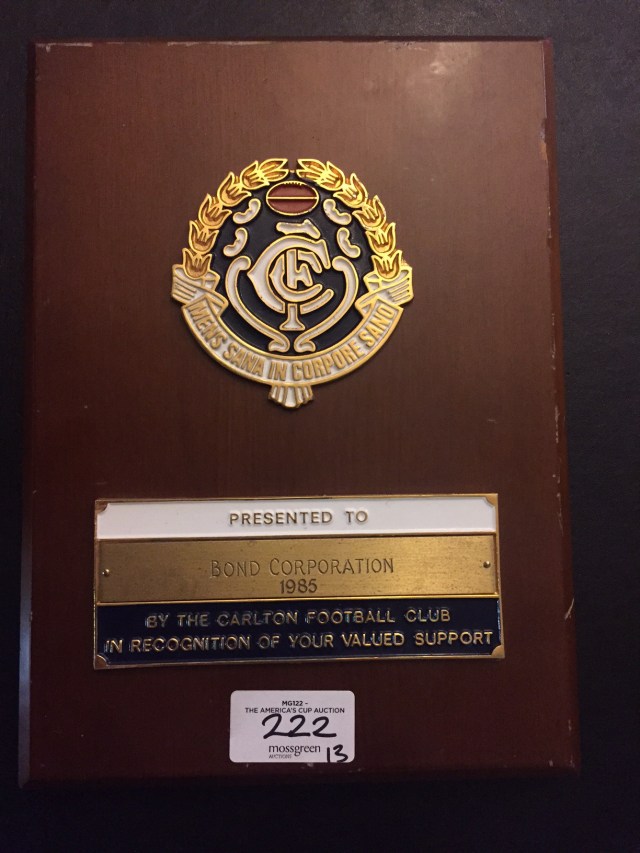 CFC
MENS SANA IN CORPORE SANO
PRESENTED TO
BOND CORPORATION
1985
BY THE CARLTON FOOTBALL CLUB
IN RECOGNITION OF YOUR VALUED SUPPORT
MG122 -
THE AMERICA'S CUP AUCTION
222
mossgreen
AUCTIONS 13